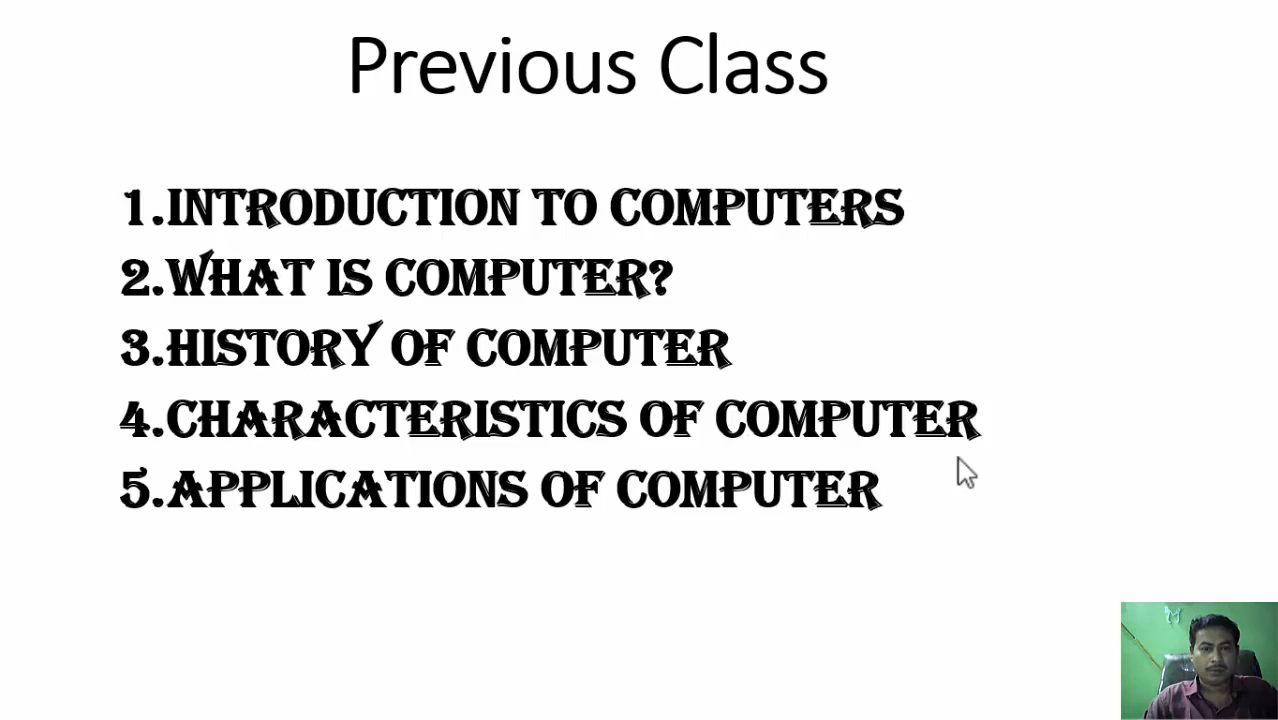 Previous Class
1.INTRODUCTION TO COMPUTERS
2.WHAT IS COMPUTER?
3.HISTORY OF COMPUTER
4.CHARACTERISTICS OF COMPUTER
5.APPLICATIONS OF COMPUTER